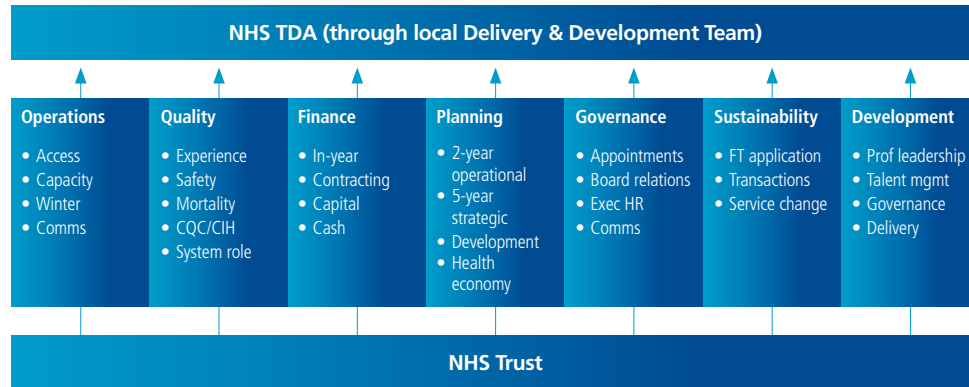 NHS TDA (through local Delivery & Development Team)
Operations
• Access
• Capacity
• Winter
• Comms
Quality
• Experience
• Safety
• Mortality
• CQC/CIH
• System role
Finance
• In-year
• Contracting
• Capital
• Cash
Planning
• 2-year
operational
• 5-year
strategic
• Development
• Health
economy
Governance
• Appointments
• Board relations
• Exec HR
• Comms
Sustainability
• FT application
• Transactions
• Service change
Development
• Prof leadership
• Talent mgmt
• Governance
• Delivery
NHS Trust